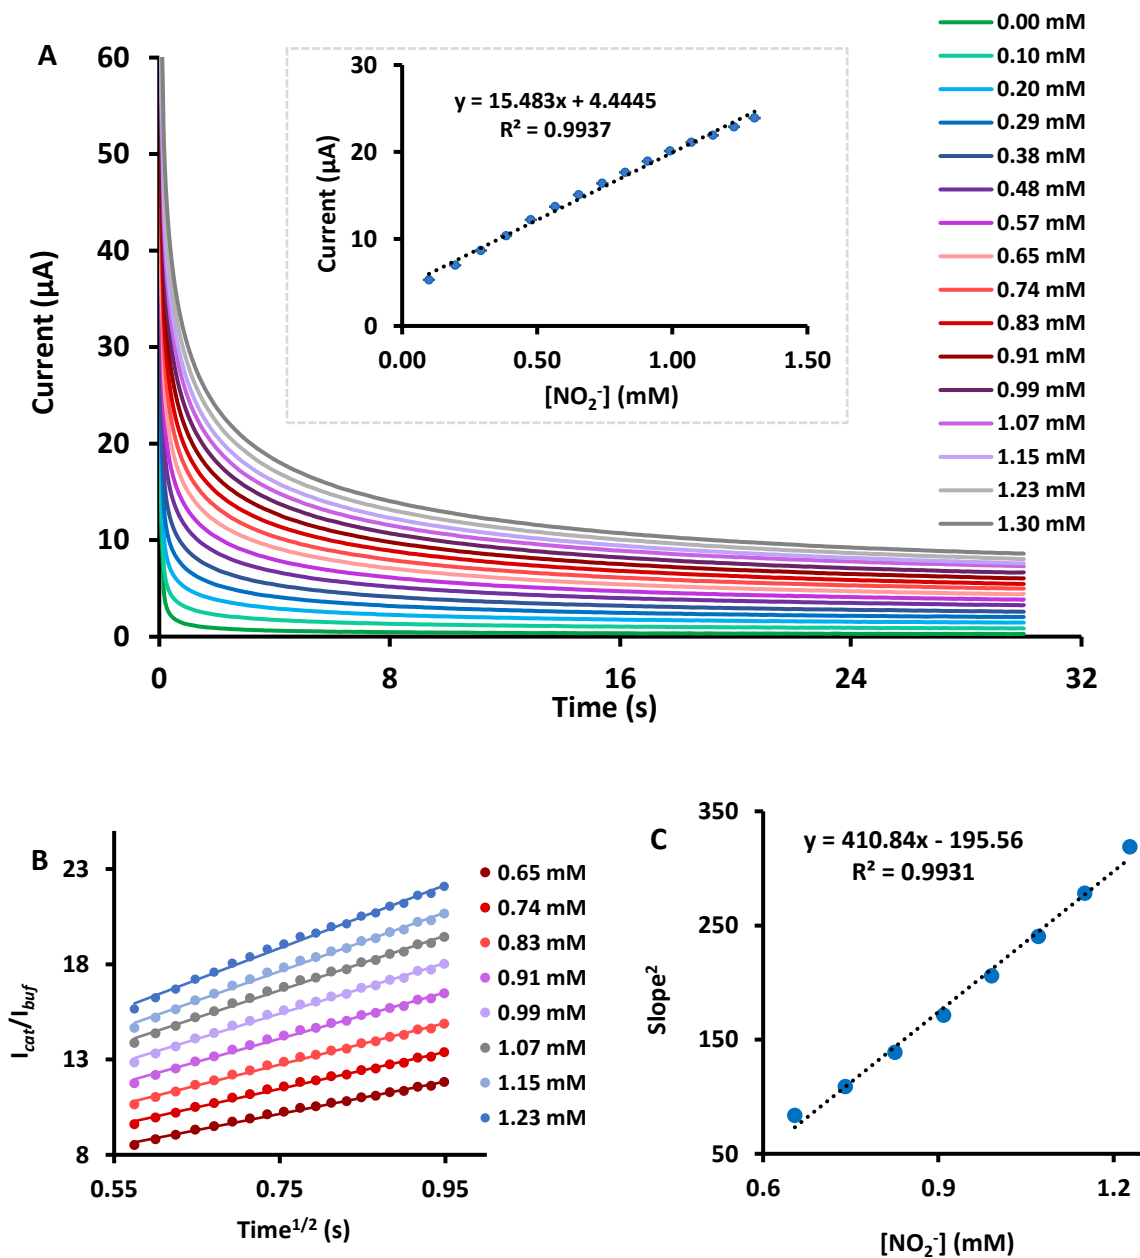 A
60
50
40
30
20
10
0
Current (µA)
0
8
16
24
32
Time (s)
30
20
10
0
Current (µA)
y = 15.483x + 4.4445
R² = 0.9937
0.00
0.50
1.00
1.50
[NO₂⁻] (mM)
0.00 mM
0.10 mM
0.20 mM
0.29 mM
0.38 mM
0.48 mM
0.57 mM
0.65 mM
0.74 mM
0.83 mM
0.91 mM
0.99 mM
1.07 mM
1.15 mM
1.23 mM
1.30 mM
B
23
18
13
8
I_cat/I_buf
0.55
0.75
0.95
Time^1/2 (s)
0.65 mM
0.74 mM
0.83 mM
0.91 mM
0.99 mM
1.07 mM
1.15 mM
1.23 mM
C
350
250
150
50
Slope²
y = 410.84x - 195.56
R² = 0.9931
0.6
0.9
1.2
[NO₂⁻] (mM)